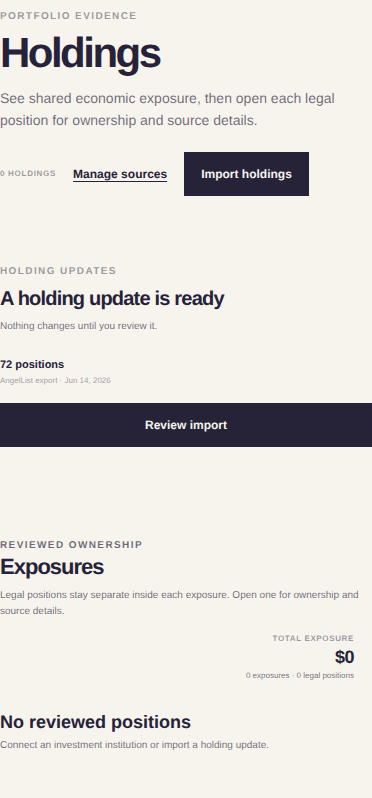 PORTFOLIO EVIDENCE
Holdings
See shared economic exposure, then open each legal
position for ownership and source details.
0 HOLDINGS Manage sources Import holdings
HOLDING UPDATES
A holding update is ready
Nothing changes until you review it.
72 positions
AngelList export · Jun 14, 2026
Review import
REVIEWED OWNERSHIP
Exposures
Legal positions stay separate inside each exposure. Open one for ownership and
source details.
TOTAL EXPOSURE
$0
0 exposures · 0 legal positions
No reviewed positions
Connect an investment institution or import a holding update.